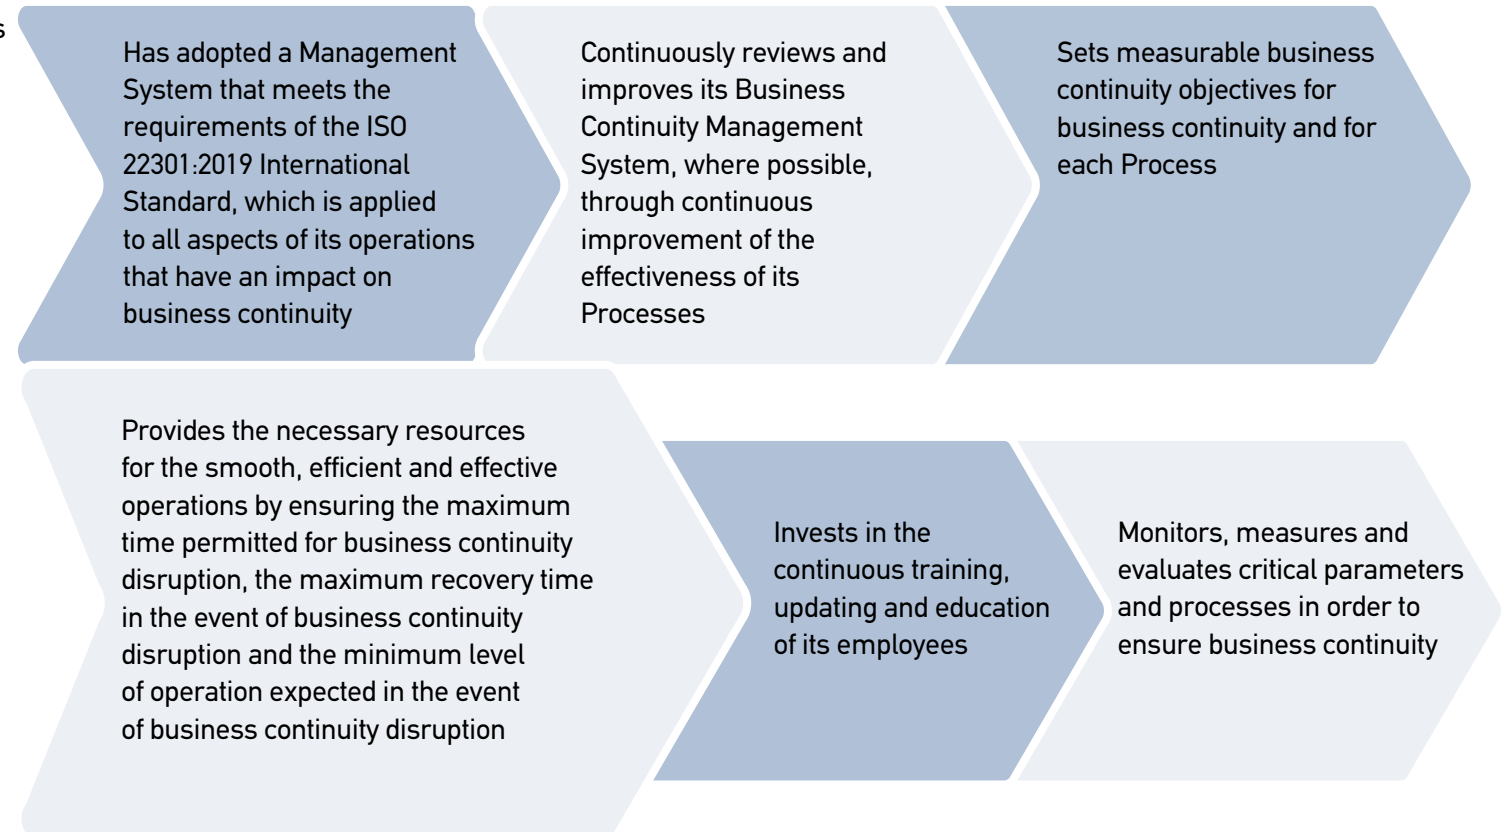 s
Has adopted a Management
System that meets the
requirements of the ISO
22301:2019 International
Standard, which is applied
to all aspects of its operations
that have an impact on
business continuity
Continuously reviews and
improves its Business
Continuity Management
System, where possible,
through continuous
improvement of the
effectiveness of its
Processes
Sets measurable business
continuity objectives for
business continuity and for
each Process
Provides the necessary resources
for the smooth, efficient and effective
operations by ensuring the maximum
time permitted for business continuity
disruption, the maximum recovery time
in the event of business continuity
disruption and the minimum level
of operation expected in the event
of business continuity disruption
Invests in the
continuous training,
updating and education
of its employees
Monitors, measures and
evaluates critical parameters
and processes in order to
ensure business continuity